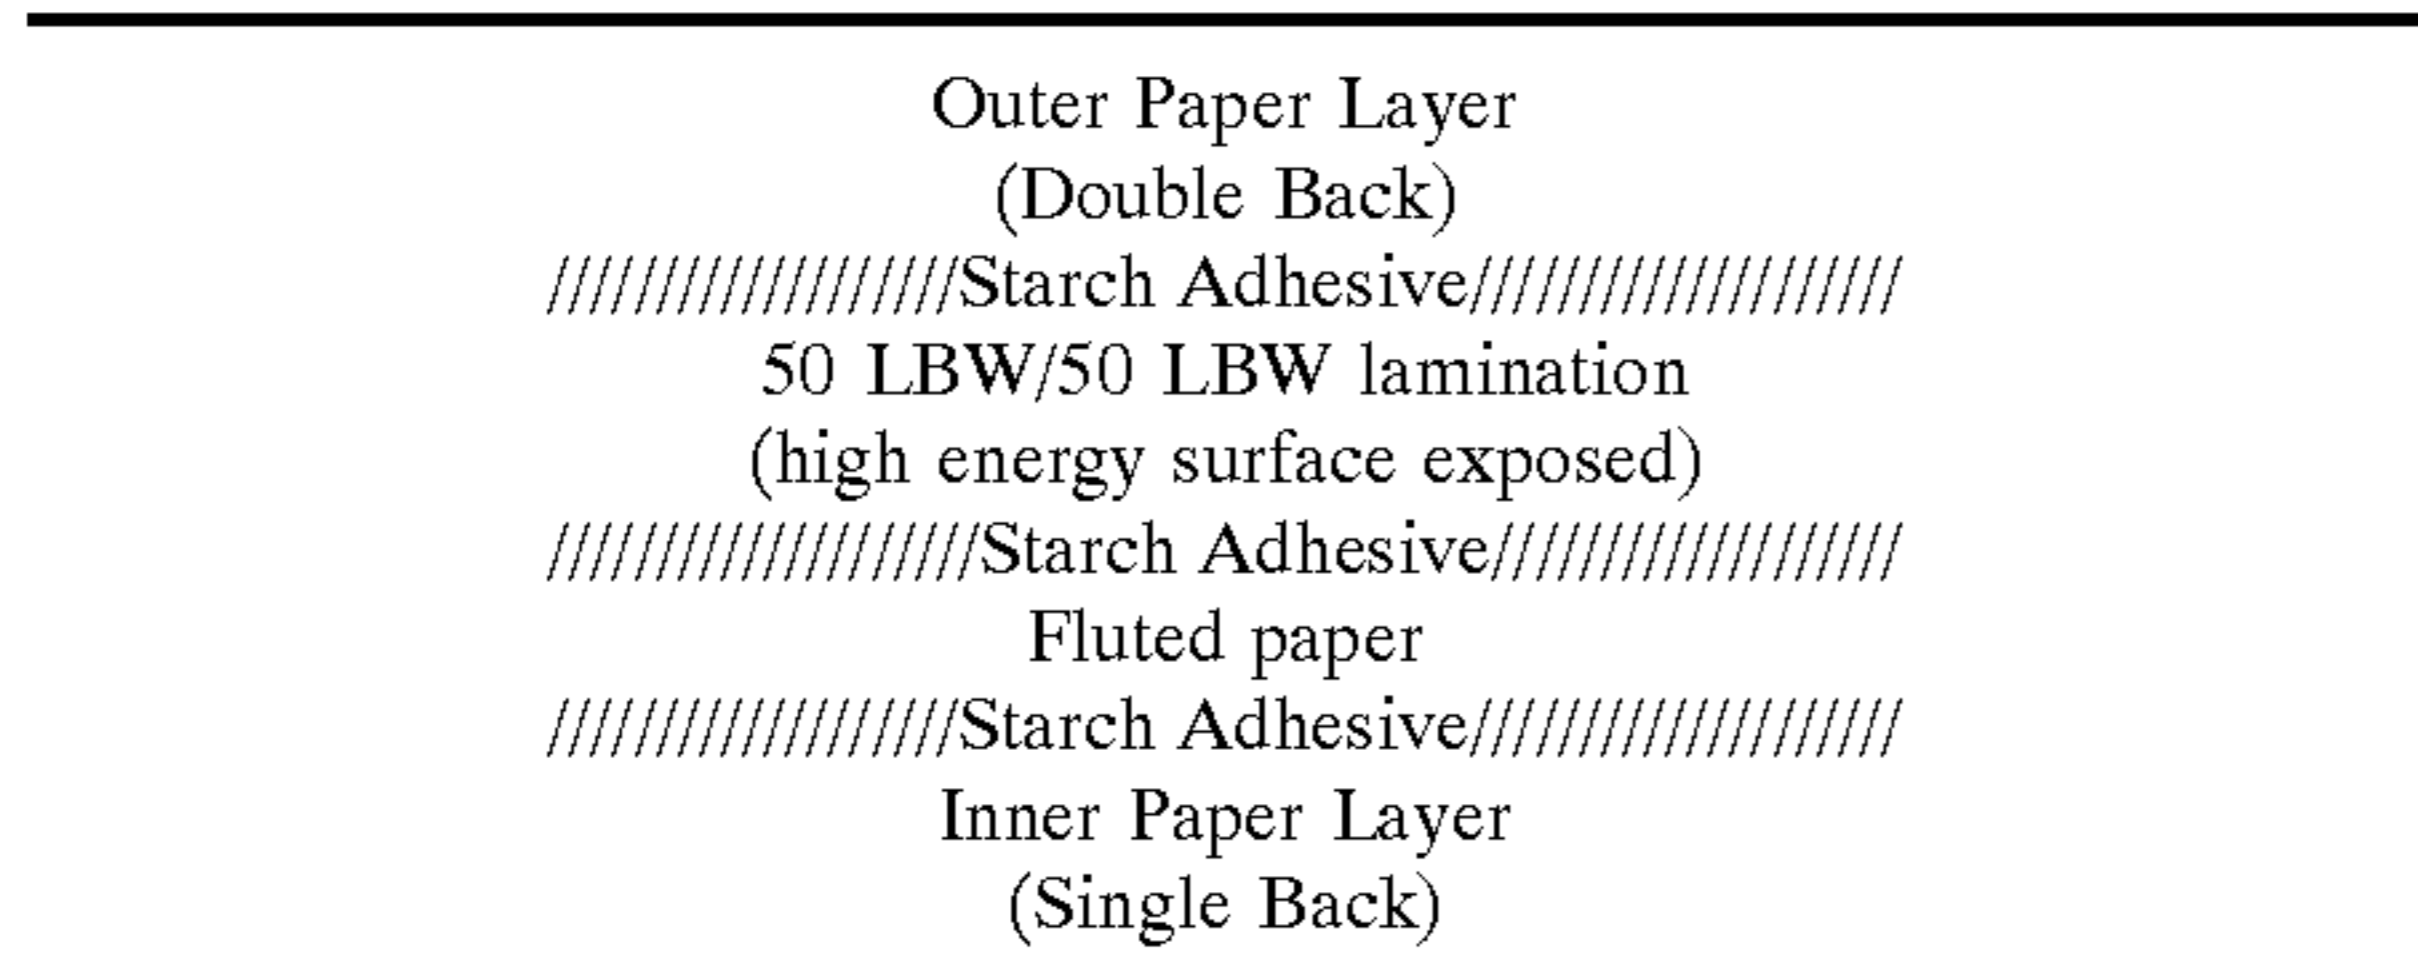 Outer Paper Layer
(Double Back)
///////////////////Starch Adhesive////////////////////
50 LBW/50 LBW lamination
(high energy surface exposed)
////////////////////Starch Adhesive///////////////////
Fluted paper
///////////////////Starch Adhesive////////////////////
Inner Paper Layer
(Single Back)